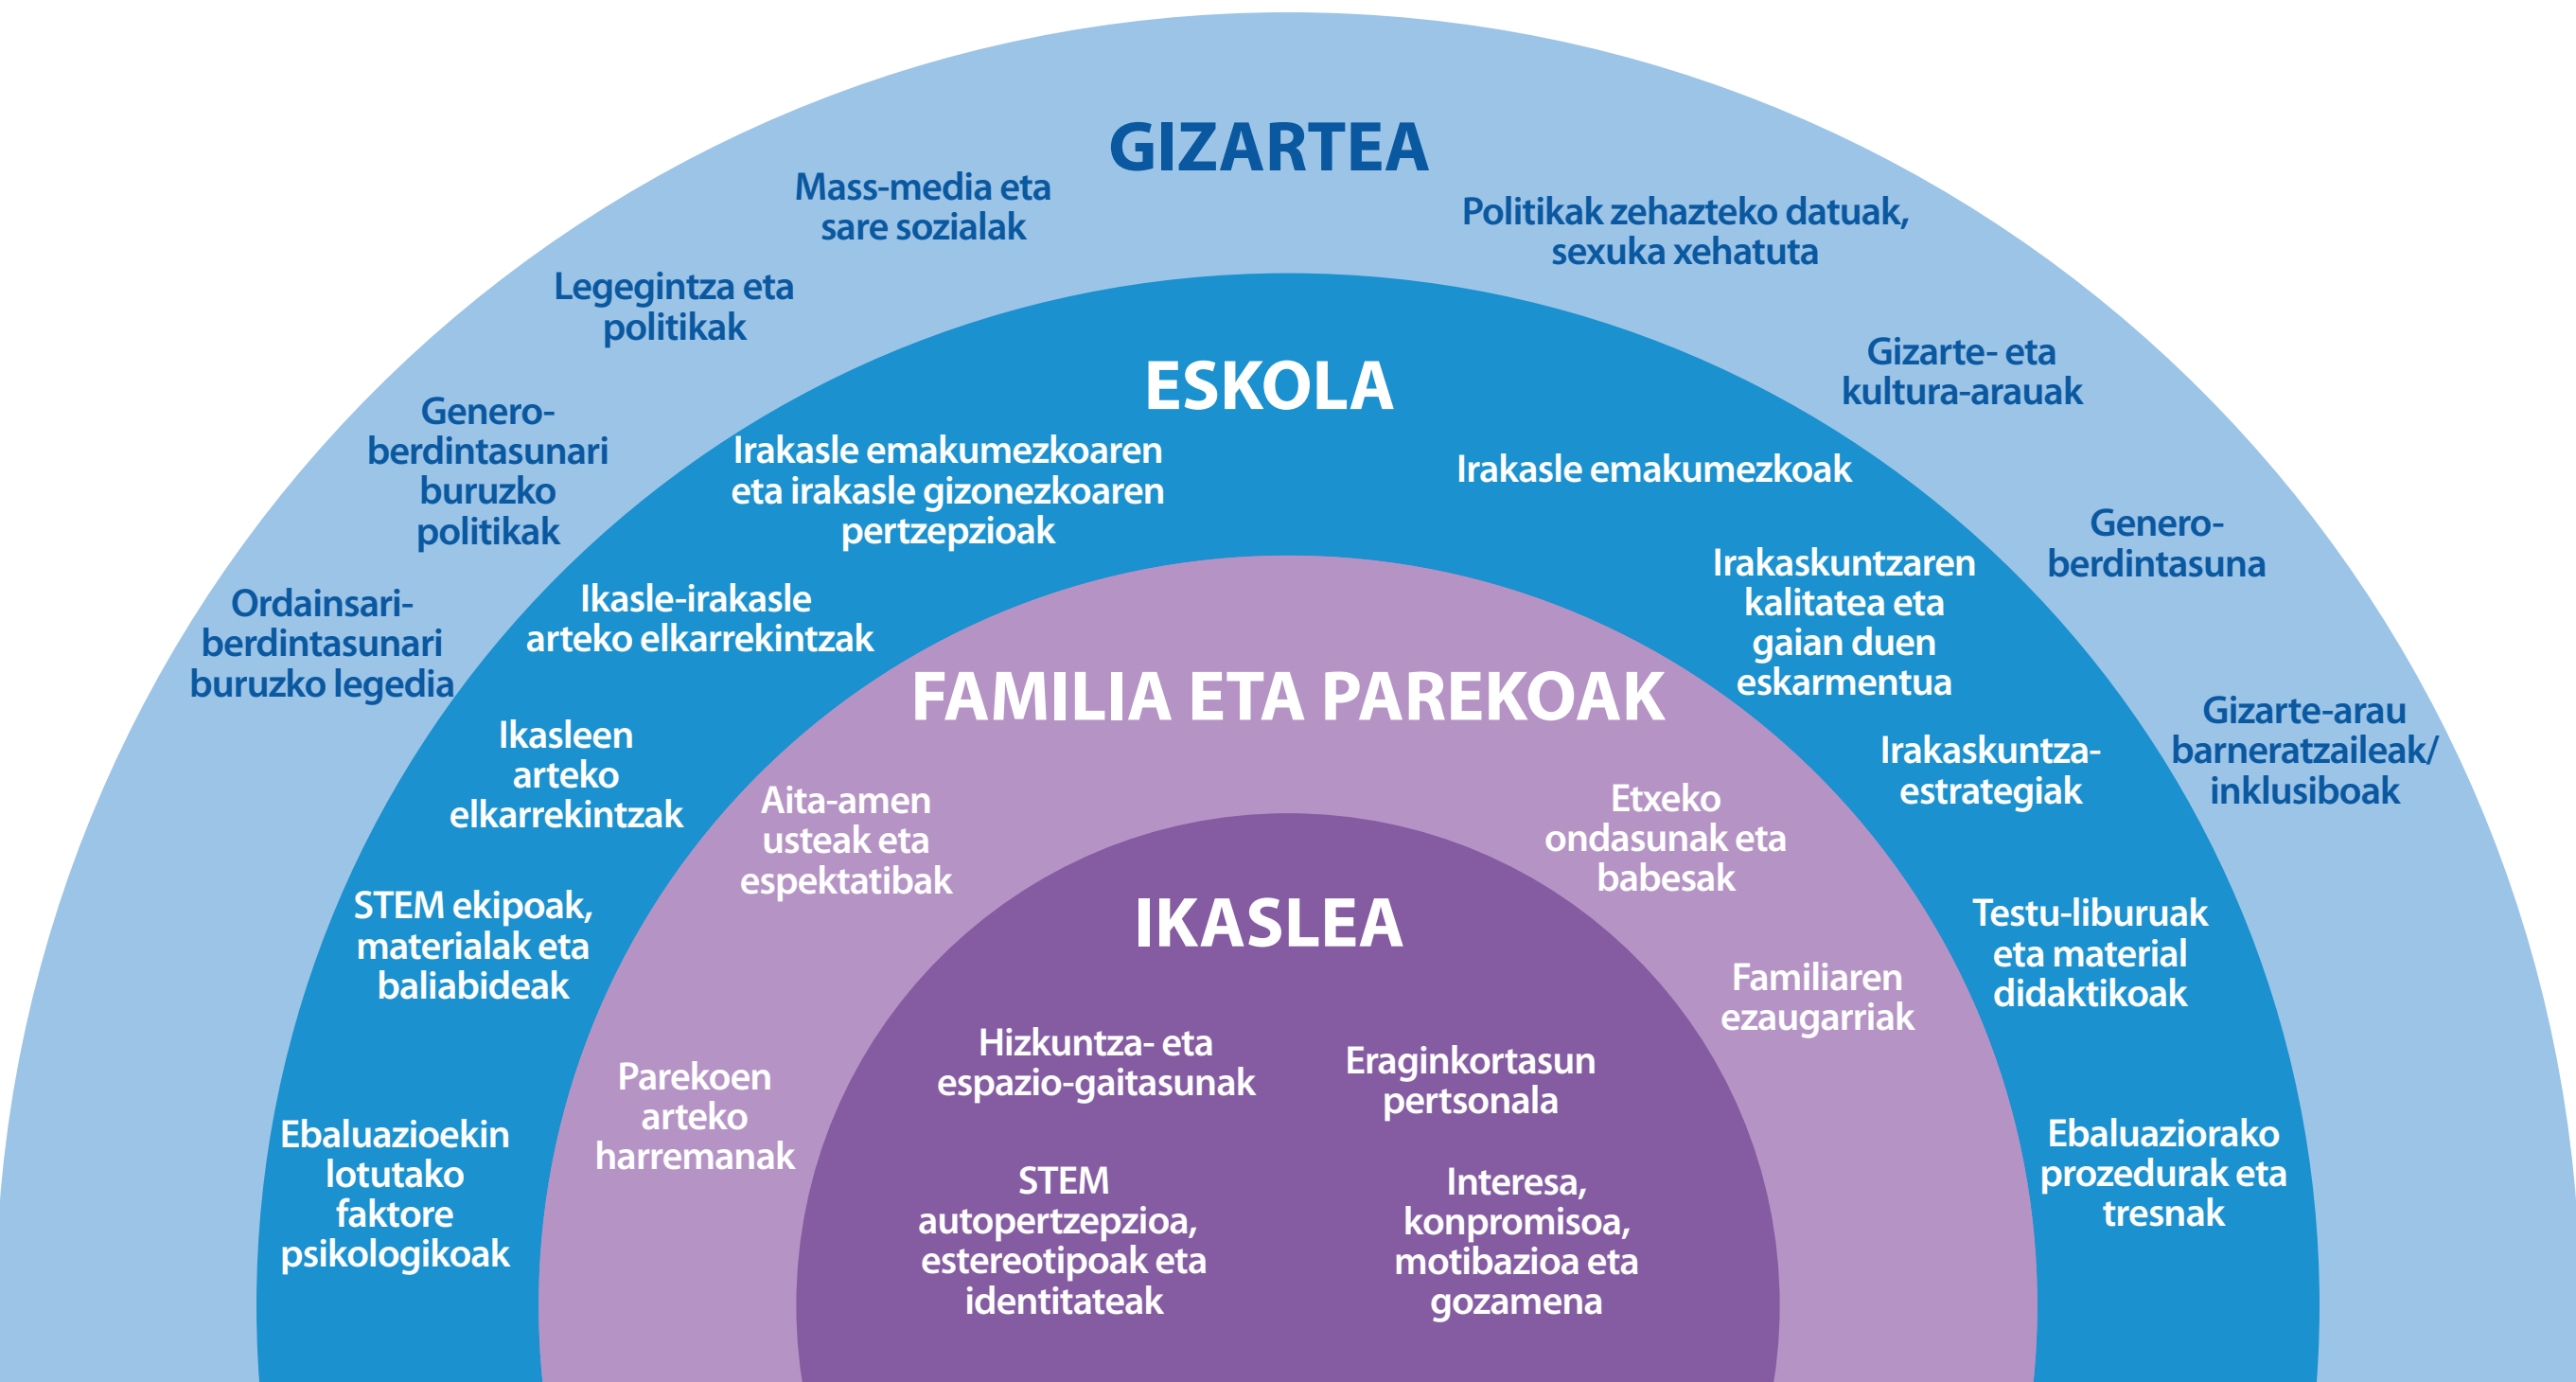 GIZARTEA
Mass-media eta
sare sozialak
Politikak zehazteko datuak,
sexuka xehatuta
Legegintza eta
politikak
Gizarte- eta
kultura-arauak
Genero-
berdintasunari
buruzko
politikak
Genero-
berdintasuna
Ordainsari-
berdintasunari
buruzko legedia
Gizarte-arau
barneratzaileak/
inklusiboak
ESKOLA
Irakasle emakumezkoaren
eta irakasle gizonezkoaren
pertzepzioak
Irakasle emakumezkoak
Ikasle-irakasle
arteko elkarrekintzak
Irakaskuntzaren
kalitatea eta
gaian duen
eskarmentua
Ikasleen
arteko
elkarrekintzak
Irakaskuntza-
estrategiak
STEM ekipoak,
materialak eta
baliabideak
Testu-liburuak
eta material
didaktikoak
Ebaluazioekin
lotutako
faktore
psikologikoak
Ebaluaziorako
prozedurak eta
tresnak
FAMILIA ETA PAREKOAK
Aita-amen
usteak eta
espektatibak
Etxeko
ondasunak eta
babesak
Familiaren
ezaugarriak
Parekoen
arteko
harremanak
IKASLEA
Hizkuntza- eta
espazio-gaitasunak
Eraginkortasun
pertsonala
STEM
autopertzepzioa,
estereotipoak eta
identitateak
Interesa,
konpromisoa,
motibazioa eta
gozamena